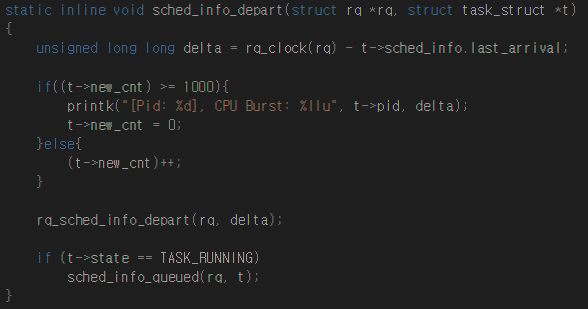 static inline void sched_info_depart(struct rq *rq, struct task_struct *t)
{
    unsigned long long delta = rq_clock(rq) - t->sched_info.last_arrival;

    if((t->new_cnt) >= 1000){
        printk("[Pid: %d], CPU Burst: %llu", t->pid, delta);
        t->new_cnt = 0;
    }else{
        (t->new_cnt)++;
    }

    rq_sched_info_depart(rq, delta);

    if (t->state == TASK_RUNNING)
        sched_info_queued(rq, t);
}